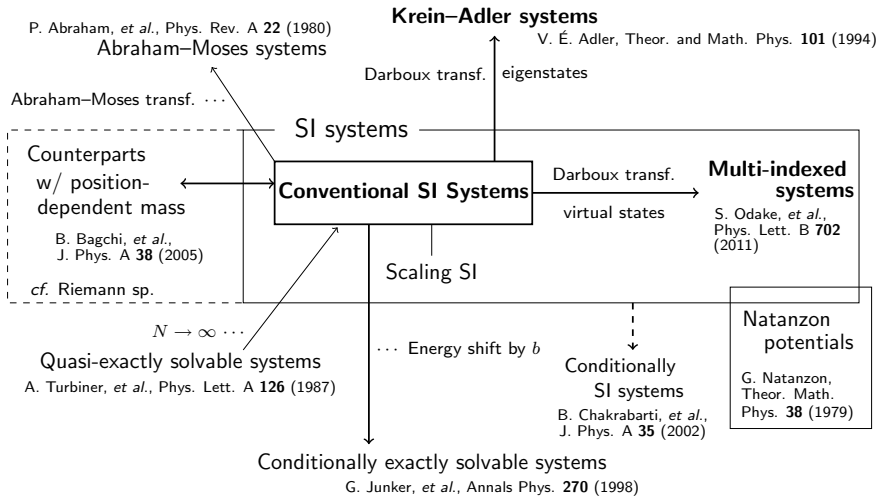 Krein–Adler systems
P. Abraham, et al., Phys. Rev. A 22 (1980)
V. É. Adler, Theor. and Math. Phys. 101 (1994)
Abraham–Moses systems
Darboux transf. eigenstates
Abraham–Moses transf. ⋯
SI systems
Counterparts
w/ position-
dependent mass
B. Bagchi, et al.,
J. Phys. A 38 (2005)
cf. Riemann sp.
Conventional SI Systems
Darboux transf.
virtual states
Multi-indexed
systems
S. Odake, et al.,
Phys. Lett. B 702
(2011)
Scaling SI
N → ∞ ⋯
Quasi-exactly solvable systems
A. Turbiner, et al., Phys. Lett. A 126 (1987)
⋯ Energy shift by b
Conditionally
SI systems
B. Chakrabarti, et al.,
J. Phys. A 35 (2002)
Natanzon
potentials
G. Natanzon,
Theor. Math.
Phys. 38 (1979)
Conditionally exactly solvable systems
G. Junker, et al., Annals Phys. 270 (1998)